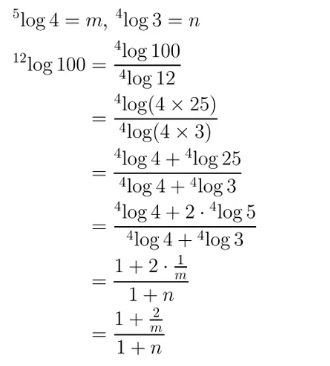 ⁵log 4 = m, ⁴log 3 = n
¹²log 100 = ⁴log 100 / ⁴log 12
= ⁴log(4 × 25) / ⁴log(4 × 3)
= (⁴log 4 + ⁴log 25) / (⁴log 4 + ⁴log 3)
= (⁴log 4 + 2 · ⁴log 5) / (⁴log 4 + ⁴log 3)
= (1 + 2 · 1/m) / (1 + n)
= (1 + 2/m) / (1 + n)